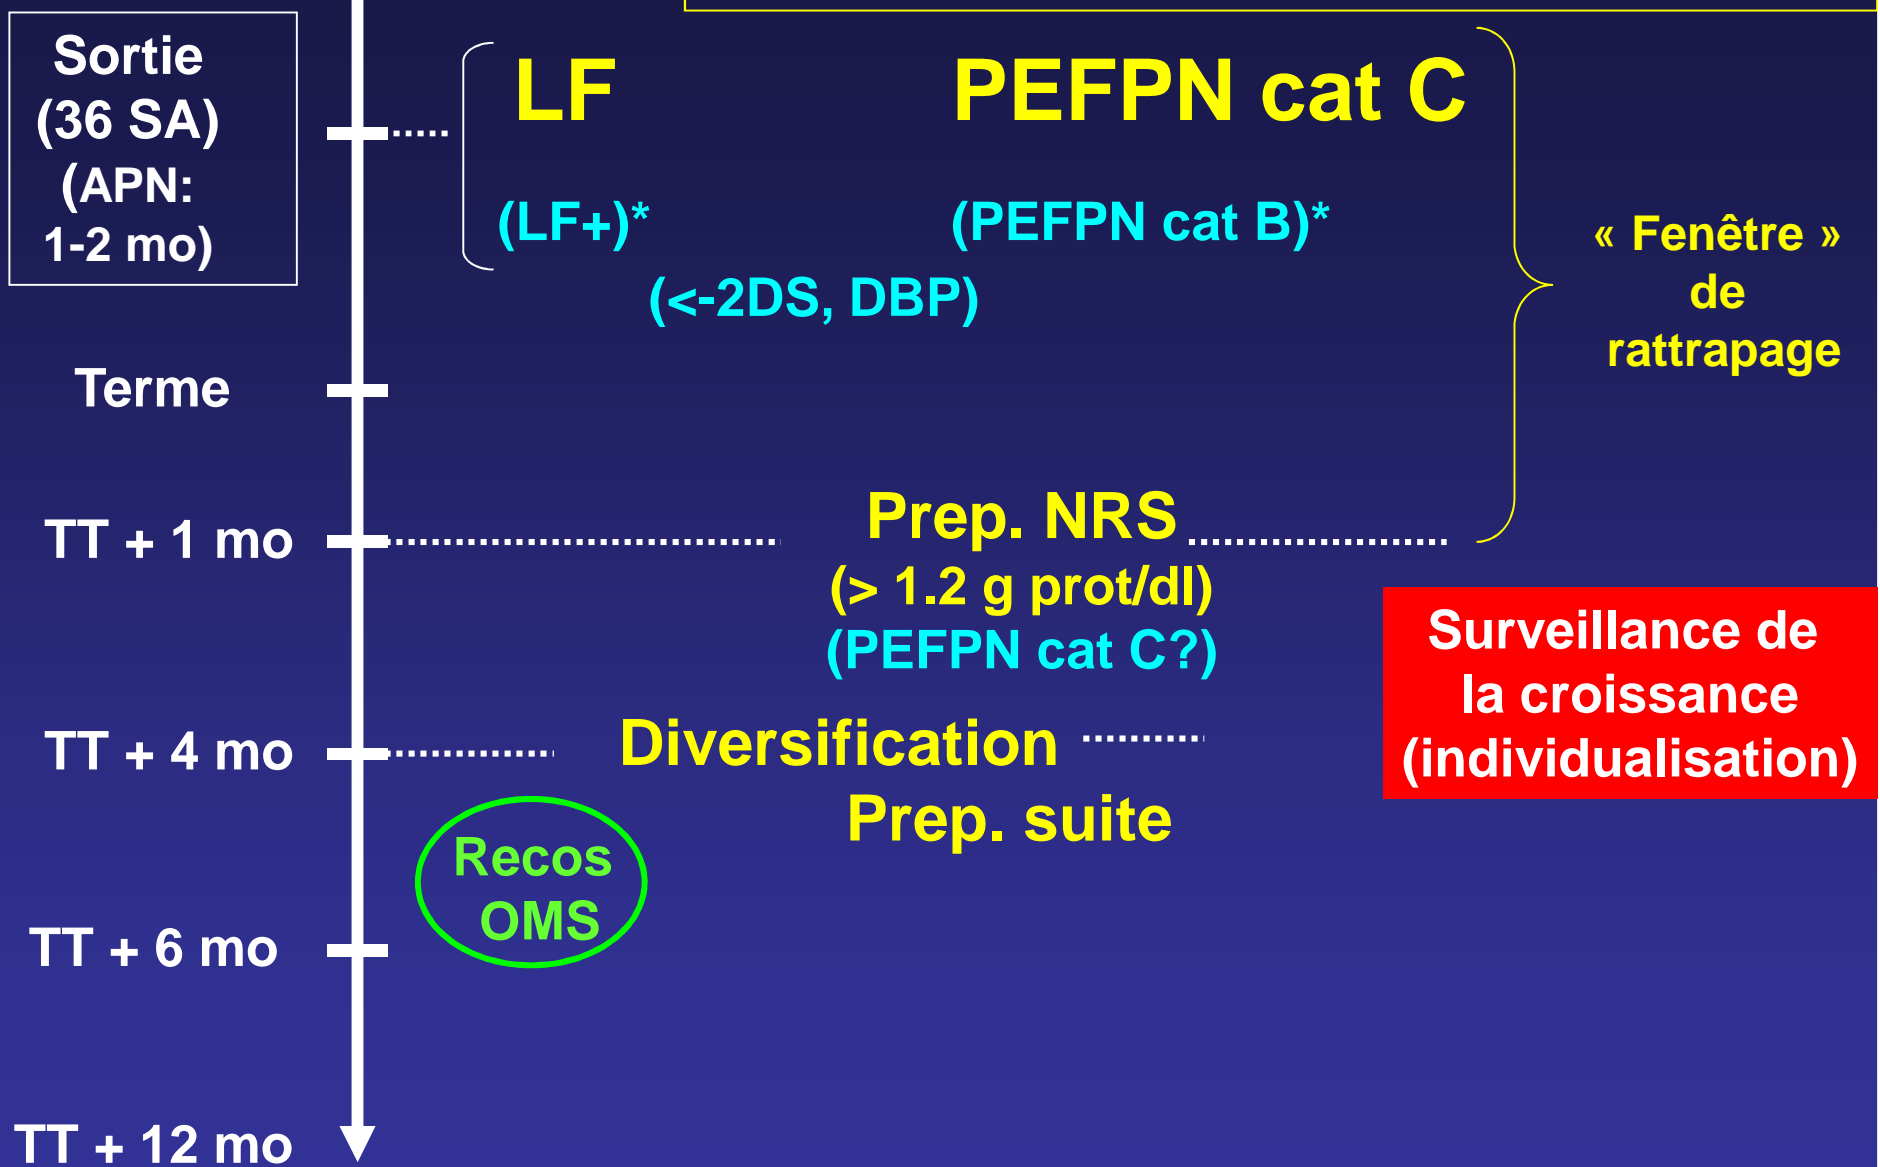 Sortie
(36 SA)
(APN:
1-2 mo)
LF
PEFPN cat C
(LF+)*
(PEFPN cat B)*
(<-2DS, DBP)
« Fenêtre »
de
rattrapage
Terme
TT + 1 mo
Prep. NRS
(> 1.2 g prot/dl)
(PEFPN cat C?)
Surveillance de
la croissance
(individualisation)
TT + 4 mo
Diversification
Prep. suite
Recos
OMS
TT + 6 mo
TT + 12 mo